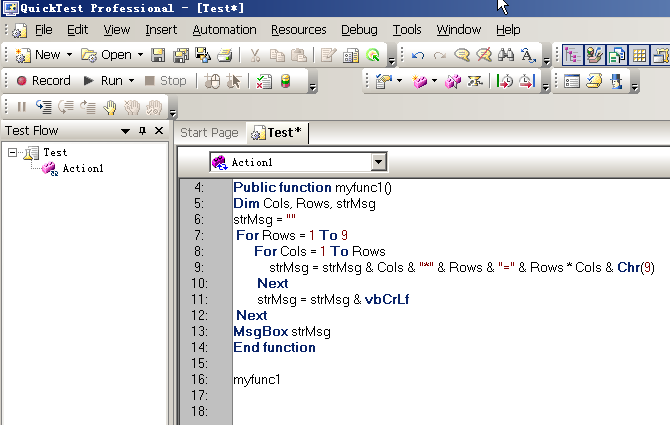 QuickTest Professional - [Test*]
File Edit View Insert Automation Resources Debug Tools Window Help
New Open
Record Run Stop
Test Flow
Start Page Test*
Test
Action1
Action1
4: Public function myfunc1()
5: Dim Cols, Rows, strMsg
6: strMsg = ""
7: For Rows = 1 To 9
8: For Cols = 1 To Rows
9: strMsg = strMsg & Cols & "*" & Rows & "=" & Rows * Cols & Chr(9)
10: Next
11: strMsg = strMsg & vbCrLf
12: Next
13: MsgBox strMsg
14: End function
15:
16: myfunc1
17:
18: